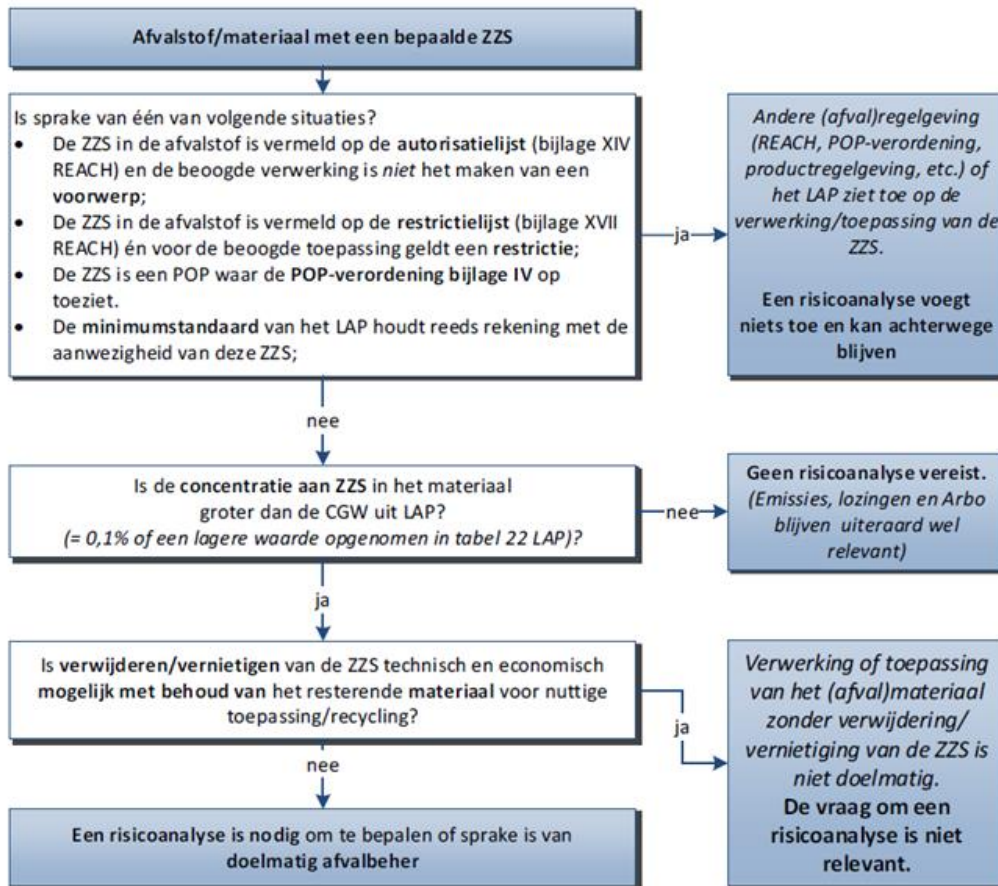 Afvalstof/materiaal met een bepaalde ZZS
Is sprake van één van volgende situaties?
• De ZZS in de afvalstof is vermeld op de autorisatielijst (bijlage XIV
REACH) en de beoogde verwerking is niet het maken van een
voorwerp;
• De ZZS in de afvalstof is vermeld op de restrictielijst (bijlage XVII
REACH) én voor de beoogde toepassing geldt een restrictie;
• De ZZS is een POP waar de POP-verordening bijlage IV op
toeziet.
• De minimumstandaard van het LAP houdt reeds rekening met de
aanwezigheid van deze ZZS;
ja
Andere (afval)regelgeving
(REACH, POP-verordening,
productregelgeving, etc.) of
het LAP ziet toe op de
verwerking/toepassing van de
ZZS.
Een risicoanalyse voegt
niets toe en kan achterwege
blijven
nee
Is de concentratie aan ZZS in het materiaal
groter dan de CGW uit LAP?
(= 0,1% of een lagere waarde opgenomen in tabel 22 LAP)?
nee
Geen risicoanalyse vereist.
(Emissies, lozingen en Arbo
blijven uiteraard wel
relevant)
ja
Is verwijderen/vernietigen van de ZZS technisch en economisch
mogelijk met behoud van het resterende materiaal voor nuttige
toepassing/recycling?
ja
Verwerking of toepassing
van het (afval)materiaal
zonder verwijdering/
vernietiging van de ZZS is
niet doelmatig.
De vraag om een
risicoanalyse is niet
relevant.
nee
Een risicoanalyse is nodig om te bepalen of sprake is van
doelmatig afvalbeher